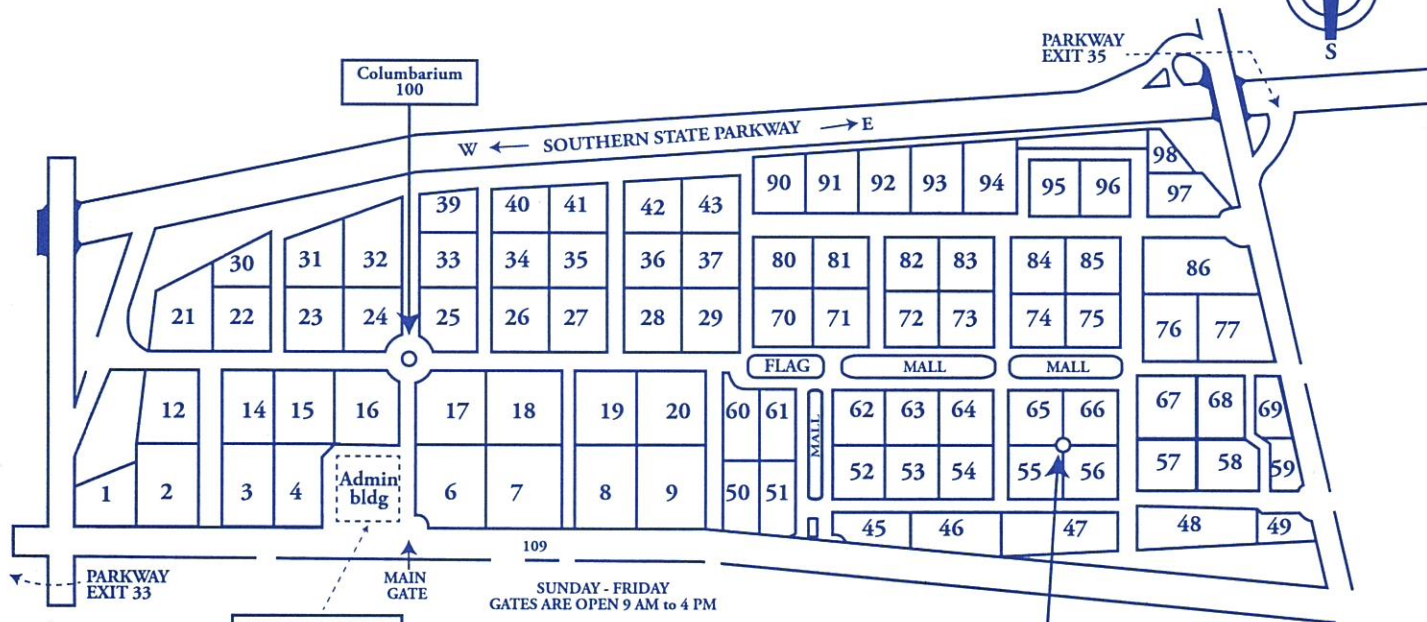 S
PARKWAY
EXIT 35
Columbarium
100
W SOUTHERN STATE PARKWAY E
98
90 91 92 93 94 95 96 97
39 40 41 42 43
30 31 32 33 34 35 36 37 80 81 82 83 84 85 86
21 22 23 24 25 26 27 28 29 70 71 72 73 74 75 76 77
FLAG MALL MALL
12 14 15 16 17 18 19 20 60 61 62 63 64 65 66 67 68 69
MALL
1 2 3 4 6 7 8 9 50 51 52 53 54 55 56 57 58 59
Admin
bldg
45 46 47 48 49
109
PARKWAY
EXIT 33
MAIN
GATE
SUNDAY - FRIDAY
GATES ARE OPEN 9 AM to 4 PM